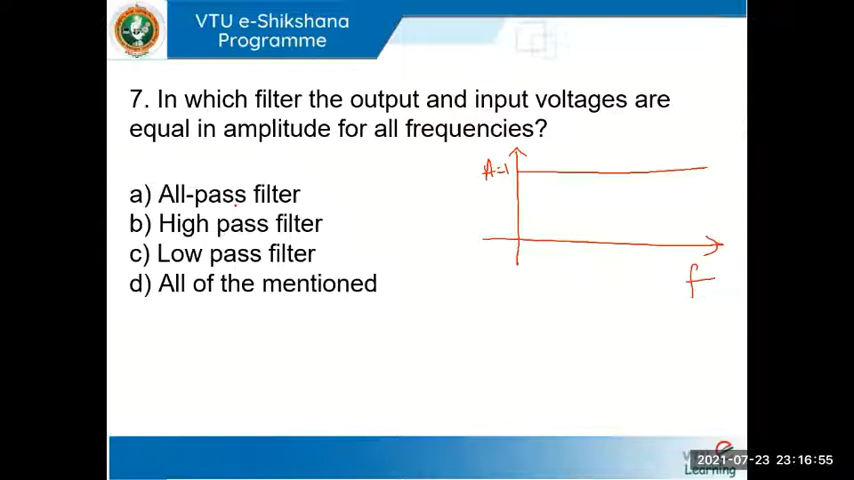 VTU e-Shikshana
Programme
7. In which filter the output and input voltages are
equal in amplitude for all frequencies?
A=1
a) All-pass filter
b) High pass filter
c) Low pass filter
d) All of the mentioned
f
2021-07-23 23:16:55
Learning